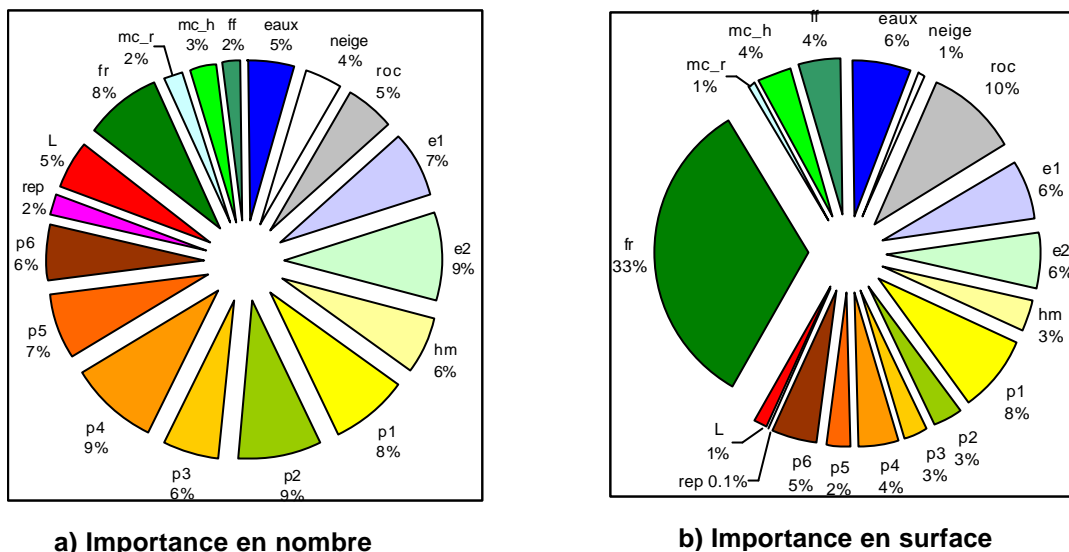 eaux
5%
neige
4%
roc
5%
e1
7%
e2
9%
hm
6%
p1
8%
p2
9%
p3
6%
p4
9%
p5
7%
p6
6%
rep
2%
L
5%
fr
8%
mc_r
2%
mc_h
3%
ff
2%
a) Importance en nombre
eaux
6%
neige
1%
roc
10%
e1
6%
e2
6%
hm
3%
p1
8%
p2
3%
p3
3%
p4
4%
p5
2%
p6
5%
rep 0.1%
L
1%
fr
33%
mc_r
1%
mc_h
4%
ff
4%
b) Importance en surface